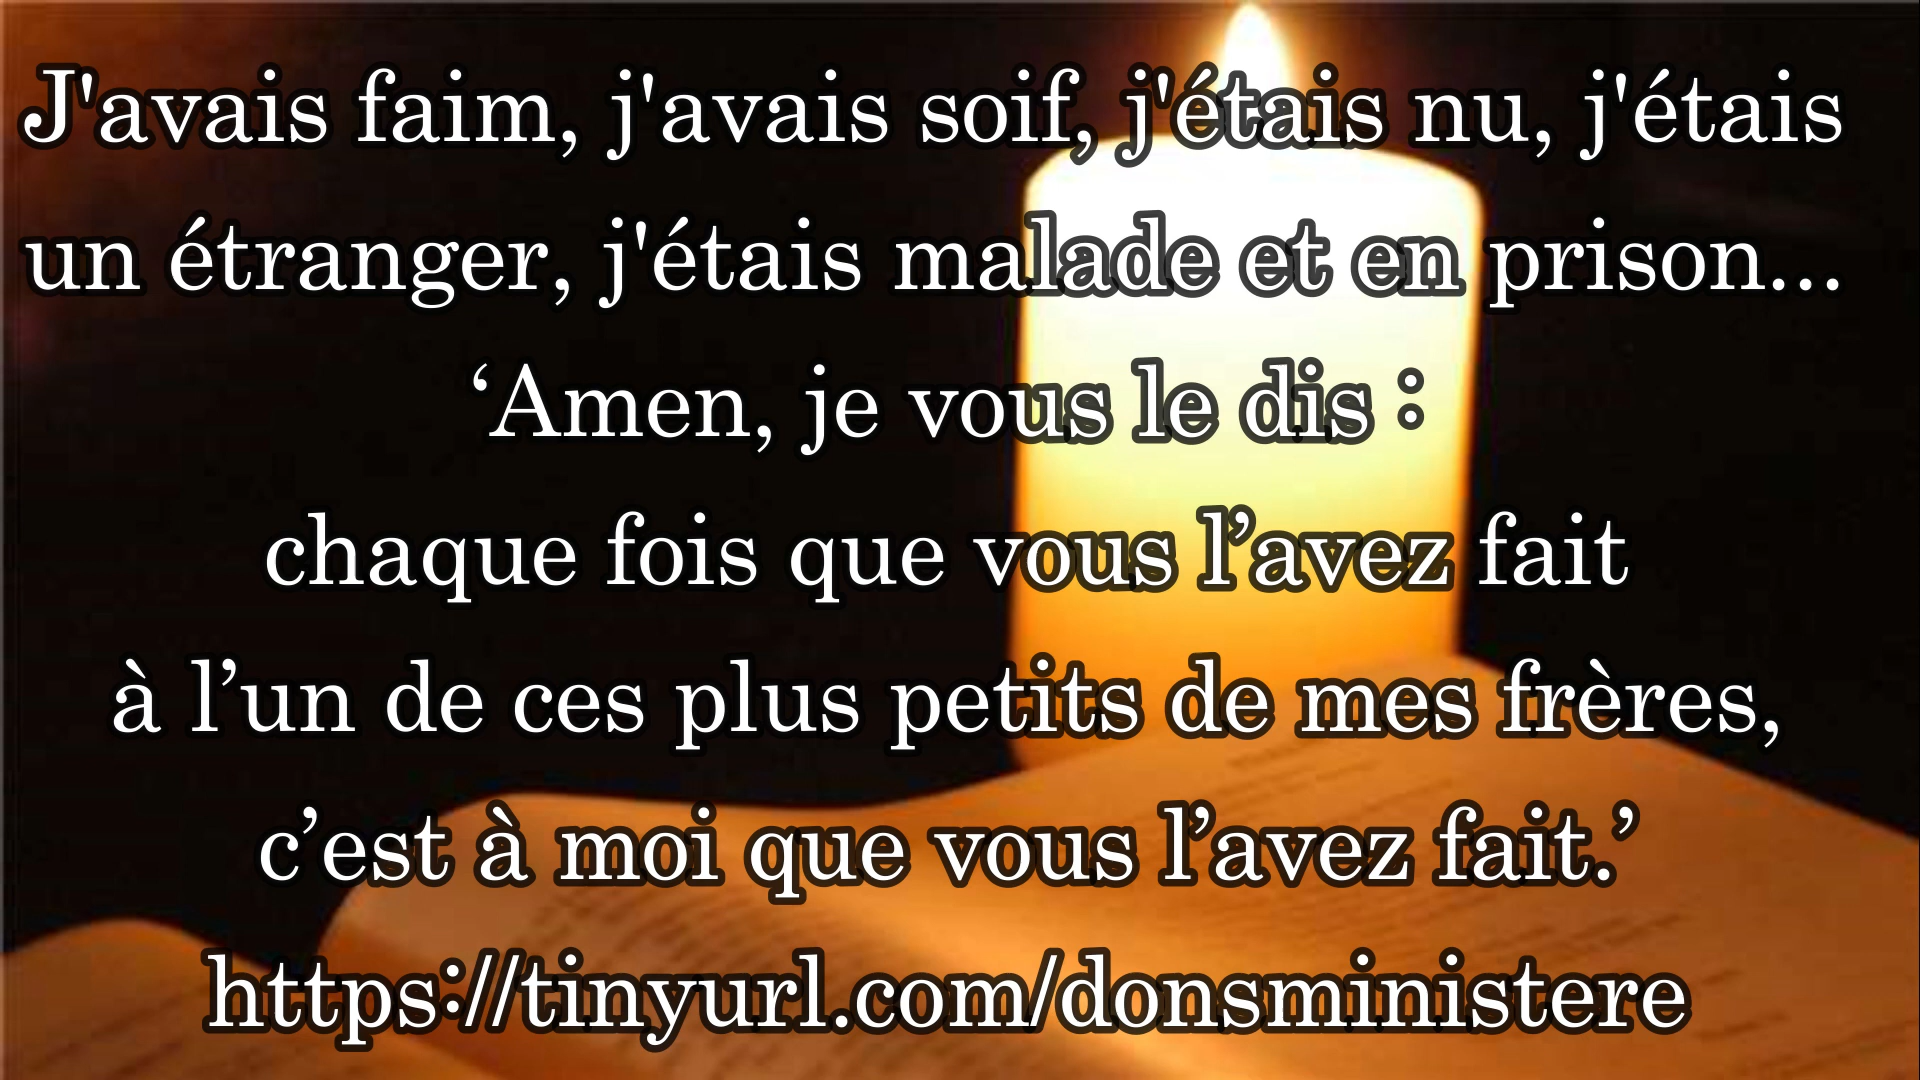 J'avais faim, j'avais soif, j'étais nu, j'étais
un étranger, j'étais malade et en prison...
‘Amen, je vous le dis :
chaque fois que vous l’avez fait
à l’un de ces plus petits de mes frères,
c’est à moi que vous l’avez fait.’
https://tinyurl.com/donsministere